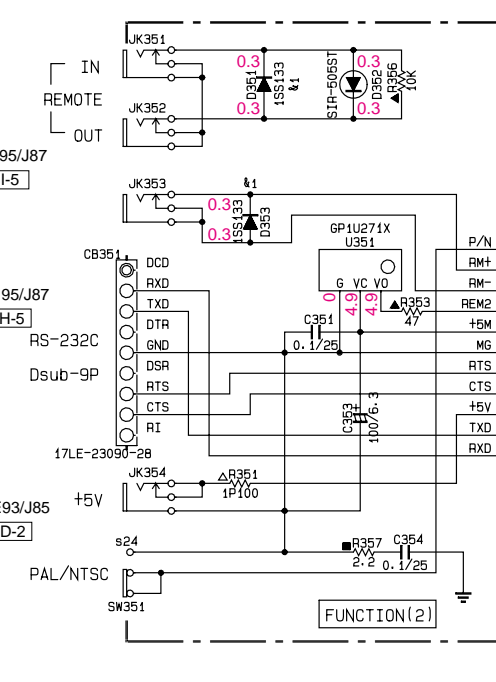 JK351
IN
REMOTE
JK352
OUT
0.3
D351
1SS133
&1
0.3
SIR-505ST
0.3
D352
0.3
R356
10K
95/J87
I-5
JK353
&1
0.3
1SS133
D353
0.3
GP1U271X
U351
G VC VO
0
4.9
4.9
R353
47
P/N
RM+
RM-
REM2
+5M
MG
RTS
CTS
+5V
TXD
RXD
CB351
DCD
RXD
TXD
DTR
GND
DSR
RTS
CTS
RI
95/J87
H-5
RS-232C
Dsub-9P
C351
0.1/25
C353
+
100/6.3
17LE-23090-28
JK354
R351
1P100
+5V
E93/J85
D-2
s24
PAL/NTSC
SW351
R357
2.2
C354
0.1/25
FUNCTION(2)